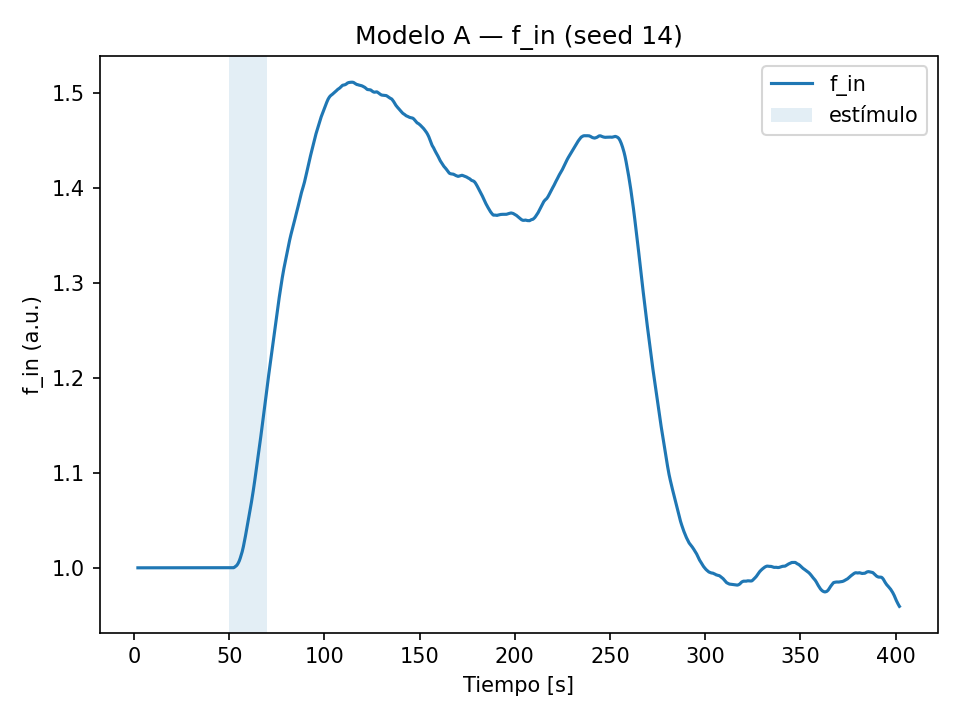 Modelo A — f_in (seed 14)
f_in
estímulo
f_in (a.u.)
1.5
1.4
1.3
1.2
1.1
1.0
0 50 100 150 200 250 300 350 400
Tiempo [s]